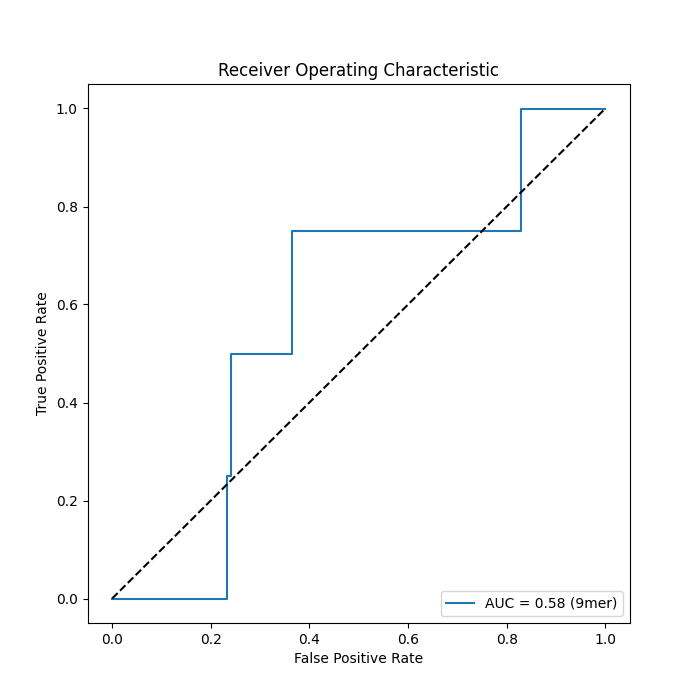 Receiver Operating Characteristic
True Positive Rate
1.0
0.8
0.6
0.4
0.2
0.0
AUC = 0.58 (9mer)
0.0 0.2 0.4 0.6 0.8 1.0
False Positive Rate